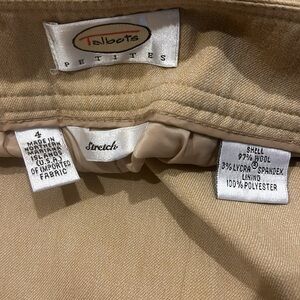 Talbots
PETITES
4
MADE IN
NORTHERN
MARIANA
ISLANDS
(U.S.A.)
OF IMPORTED
FABRIC
Stretch
SHELL
97% WOOL
3% LYCRA® SPANDEX
LINING
100% POLYESTER